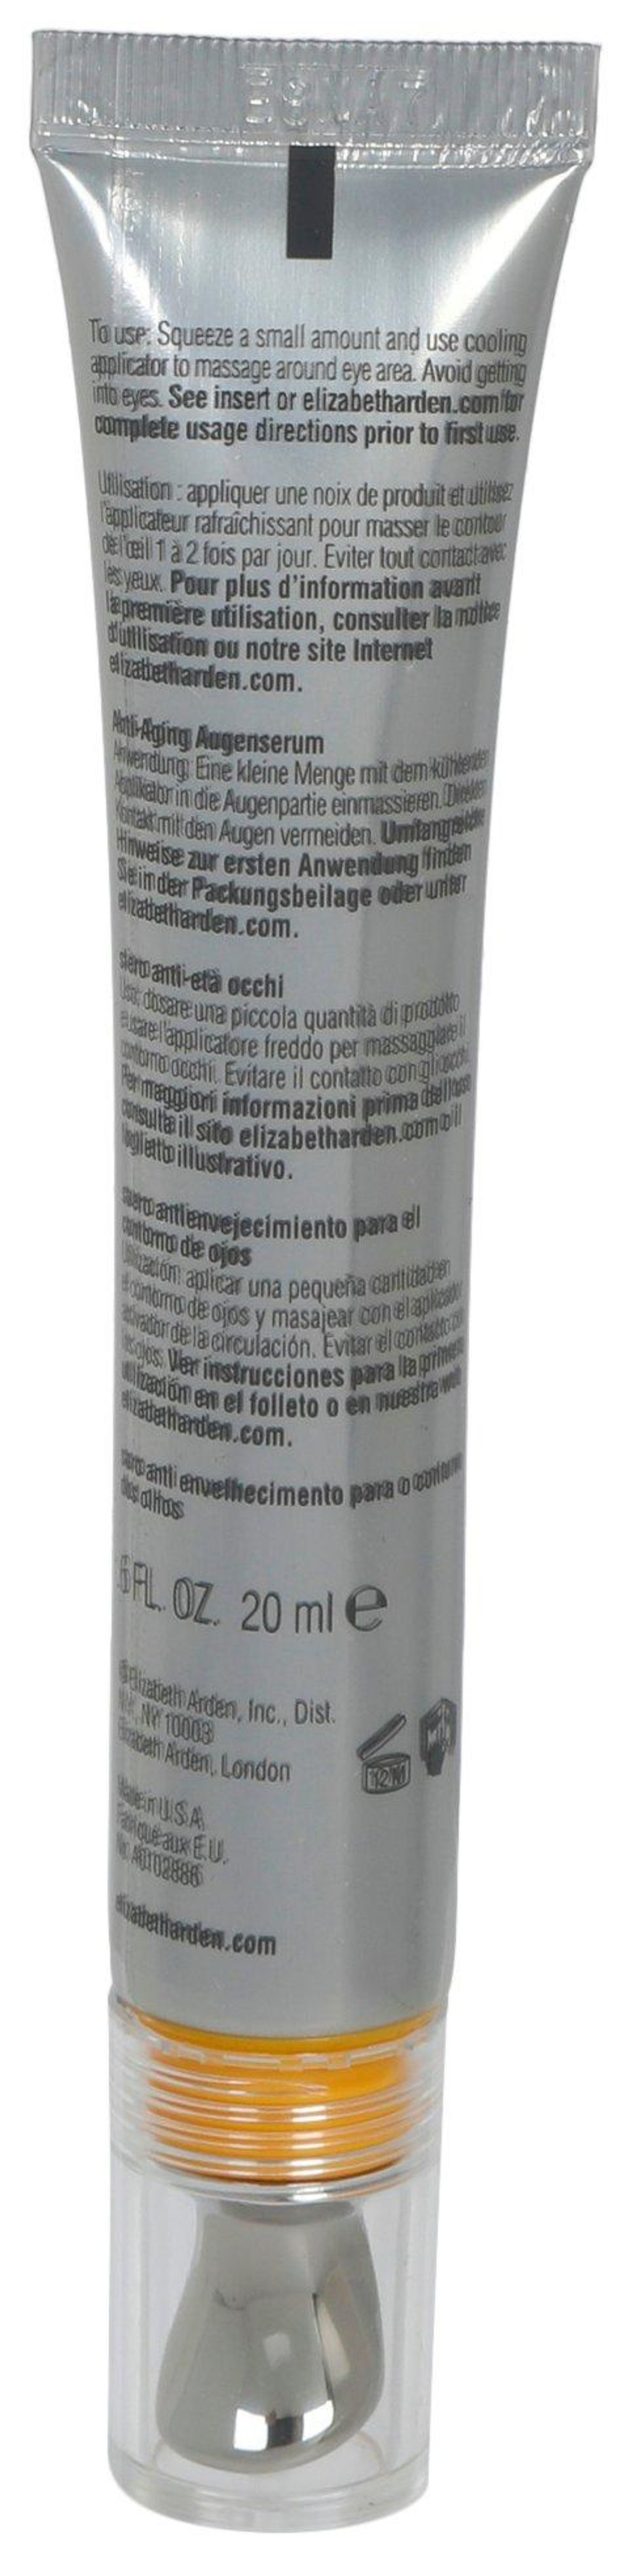 To use: Squeeze a small amount and use cooling
applicator to massage around eye area. Avoid getting
into eyes. See insert or elizabetharden.com for
complete usage directions prior to first use.
Utilisation : appliquer une noix de produit et utilisez
l'applicateur rafraîchissant pour masser le contour
de l'œil 1 à 2 fois par jour. Eviter tout contact avec
les yeux. Pour plus d'information avant
la première utilisation, consulter la notice
d'utilisation ou notre site Internet
elizabetharden.com.
Anti-Aging Augenserum
Anwendung: Eine kleine Menge mit dem kühlenden
Applikator in die Augenpartie einmassieren. Direkten
Kontakt mit den Augen vermeiden. Umfangreiche
Hinweise zur ersten Anwendung finden
Sie in der Packungsbeilage oder unter
elizabetharden.com.
siero anti-età occhi
Uso: dosare una piccola quantità di prodotto
e usare l'applicatore freddo per massaggiare il
contorno occhi. Evitare il contatto con gli occhi.
Per maggiori informazioni prima dell'uso
consulta il sito elizabetharden.com o il
foglietto illustrativo.
suero antienvejecimiento para el
contorno de ojos
Utilización: aplicar una pequeña cantidad en
el contorno de ojos y masajear con el aplicador
activador de la circulación. Evitar el contacto con
los ojos. Ver instrucciones para la primera
utilización en el folleto o en nuestra web
elizabetharden.com.
soro anti envelhecimento para o contorno
dos olhos
.6 FL. OZ. 20 ml e
Elizabeth Arden, Inc., Dist.
NY, NY 10003
Elizabeth Arden, London
12M
Made in U.S.A.
Fabriqué aux E.U.
A0102886
elizabetharden.com